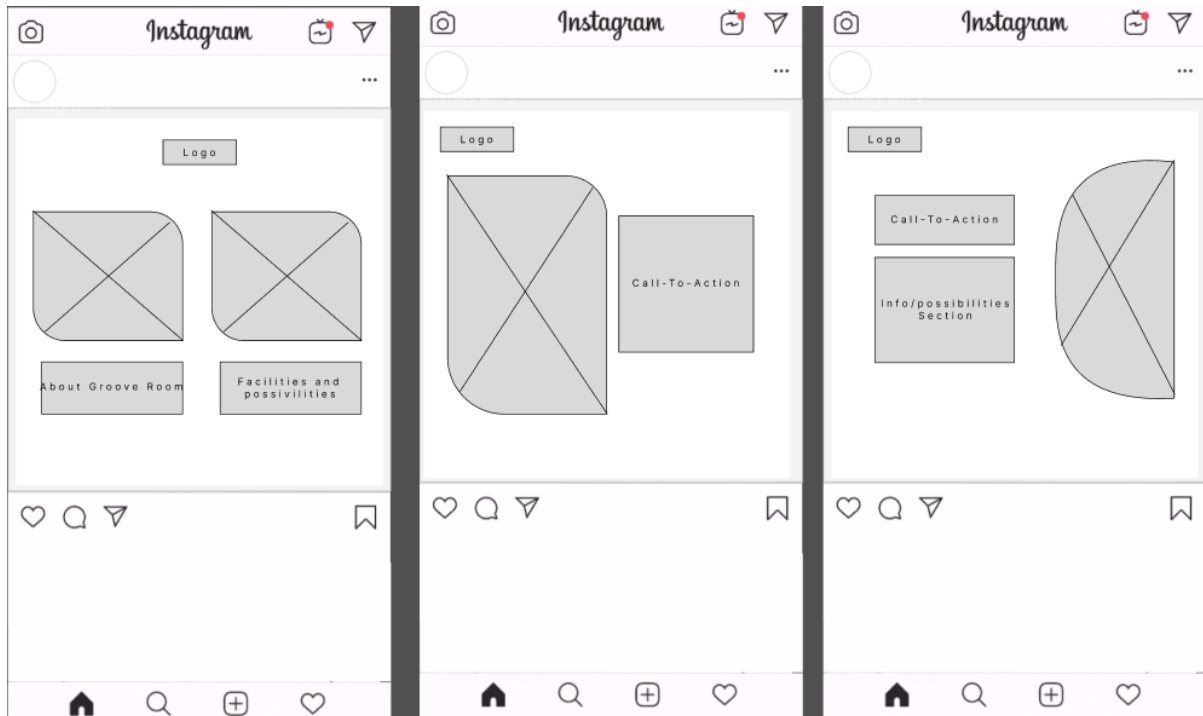 Instagram
Logo
About Groove Room
Facilities and
possivilities
Instagram
Logo
Call-To-Action
Instagram
Logo
Call-To-Action
Info/possibilities
Section